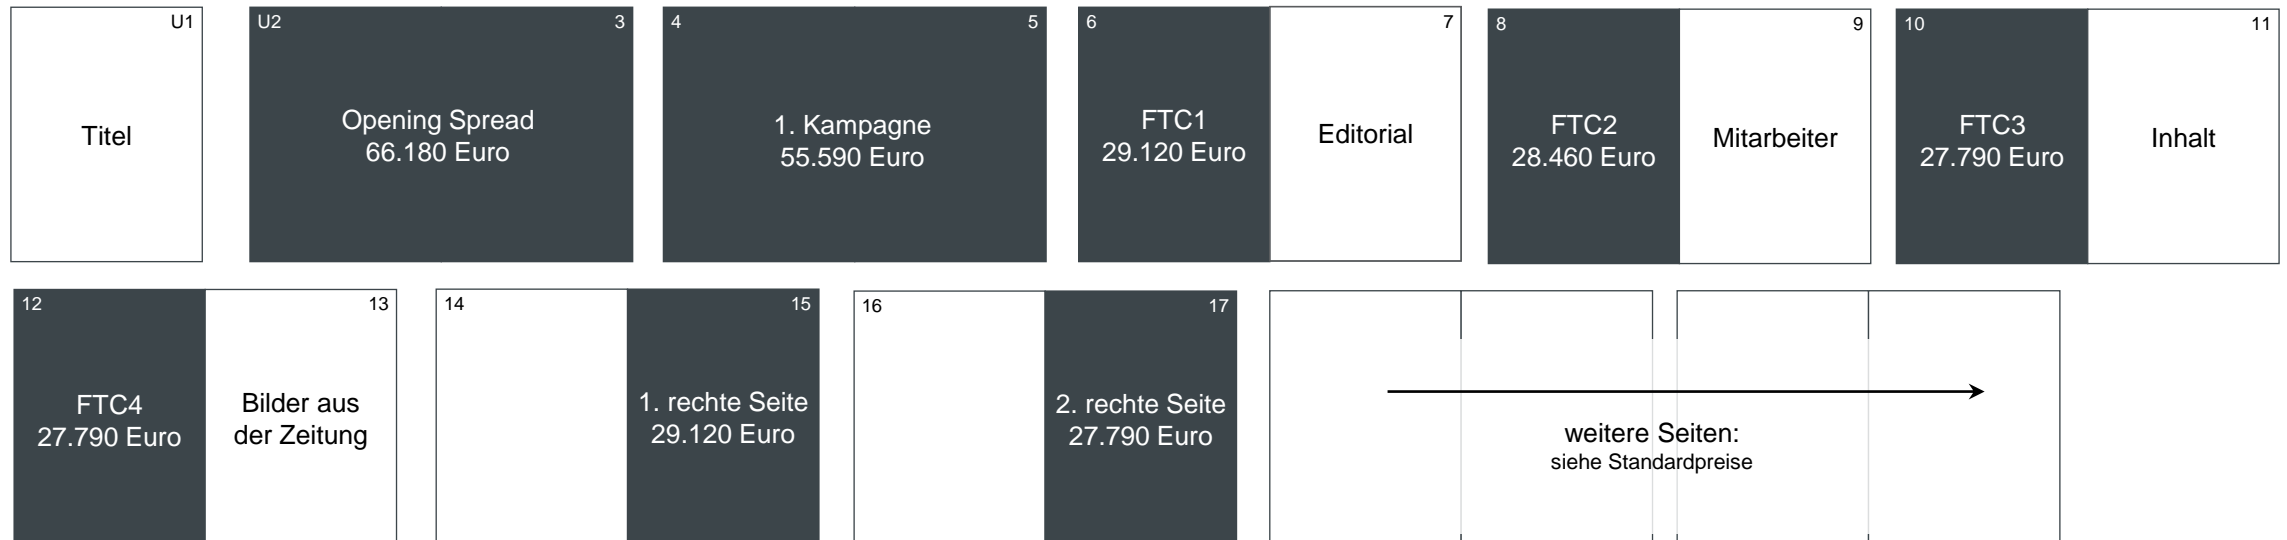 U1
Titel
U2
3
Opening Spread
66.180 Euro
4
5
1. Kampagne
55.590 Euro
6
7
FTC1
29.120 Euro
Editorial
8
9
FTC2
28.460 Euro
Mitarbeiter
10
11
FTC3
27.790 Euro
Inhalt
12
13
FTC4
27.790 Euro
Bilder aus
der Zeitung
14
15
1. rechte Seite
29.120 Euro
16
17
2. rechte Seite
27.790 Euro
weitere Seiten:
siehe Standardpreise